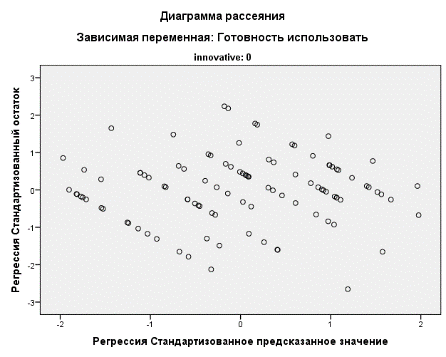 Диаграмма рассеяния
Зависимая переменная: Готовность использовать
innovative: 0
Регрессия Стандартизованный остаток
3
2
1
0
-1
-2
-3
-2
-1
0
1
2
Регрессия Стандартизованное предсказанное значение